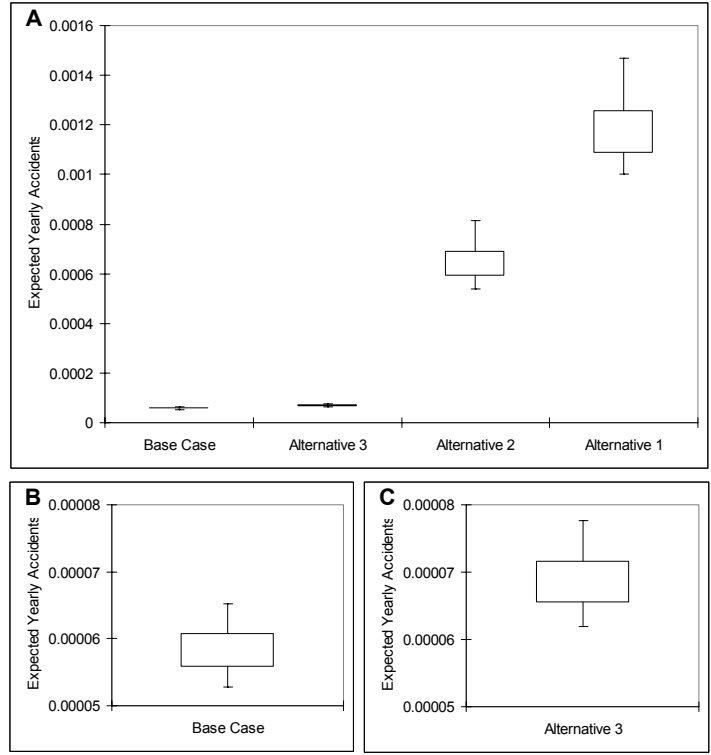 A
Expected Yearly Accidents
0.0016
0.0014
0.0012
0.001
0.0008
0.0006
0.0004
0.0002
0
Base Case
Alternative 3
Alternative 2
Alternative 1
B
Expected Yearly Accidents
0.00008
0.00007
0.00006
0.00005
Base Case
C
Expected Yearly Accidents
0.00008
0.00007
0.00006
0.00005
Alternative 3